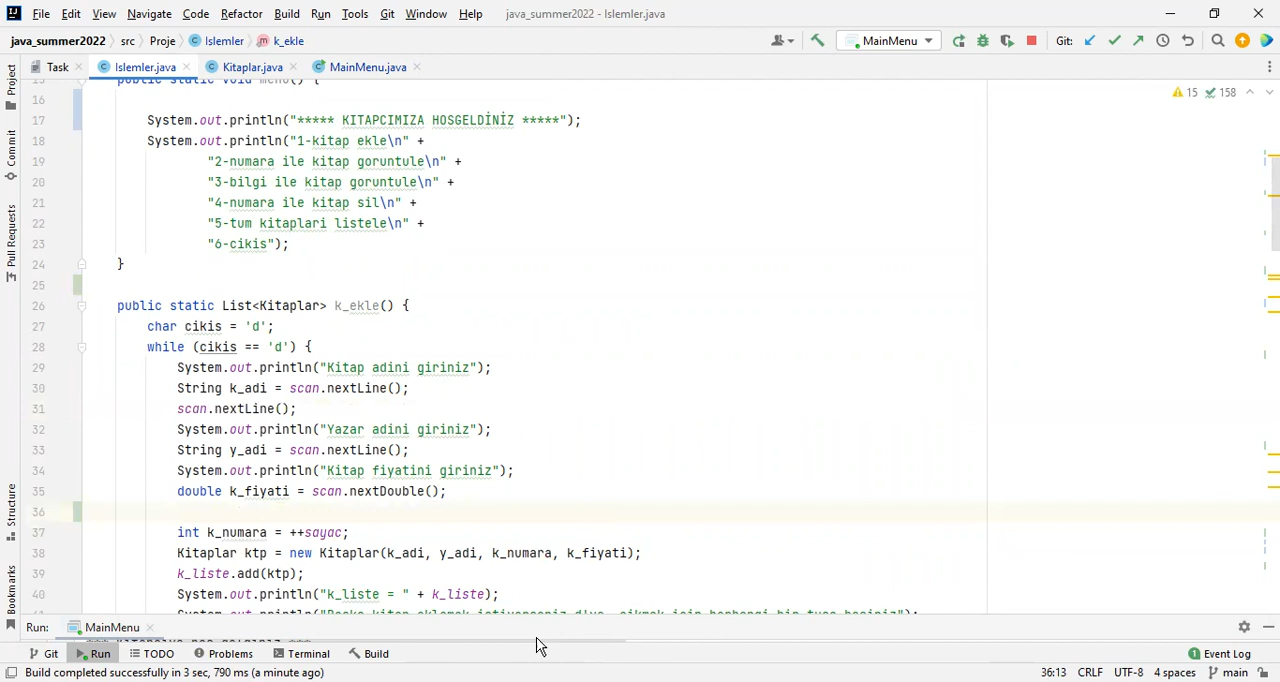 File Edit View Navigate Code Refactor Build Run Tools Git Window Help java_summer2022 - Islemler.java
java_summer2022 src Proje Islemler k_ekle MainMenu Git:
Task Islemler.java Kitaplar.java MainMenu.java
15 158
16
17 System.out.println("***** KITAPCIMIZA HOSGELDİNİZ *****");
18 System.out.println("1-kitap ekle\n" +
19 "2-numara ile kitap goruntule\n" +
20 "3-bilgi ile kitap goruntule\n" +
21 "4-numara ile kitap sil\n" +
22 "5-tum kitaplari listele\n" +
23 "6-cikis");
24 }
25
26 public static List<Kitaplar> k_ekle() {
27 char cikis = 'd';
28 while (cikis == 'd') {
29 System.out.println("Kitap adini giriniz");
30 String k_adi = scan.nextLine();
31 scan.nextLine();
32 System.out.println("Yazar adini giriniz");
33 String y_adi = scan.nextLine();
34 System.out.println("Kitap fiyatini giriniz");
35 double k_fiyati = scan.nextDouble();
36
37 int k_numara = ++sayac;
38 Kitaplar ktp = new Kitaplar(k_adi, y_adi, k_numara, k_fiyati);
39 k_liste.add(ktp);
40 System.out.println("k_liste = " + k_liste);
Project
Commit
Pull Requests
Structure
Bookmarks
Run: MainMenu
Git Run TODO Problems Terminal Build 1 Event Log
Build completed successfully in 3 sec, 790 ms (a minute ago) 36:13 CRLF UTF-8 4 spaces main